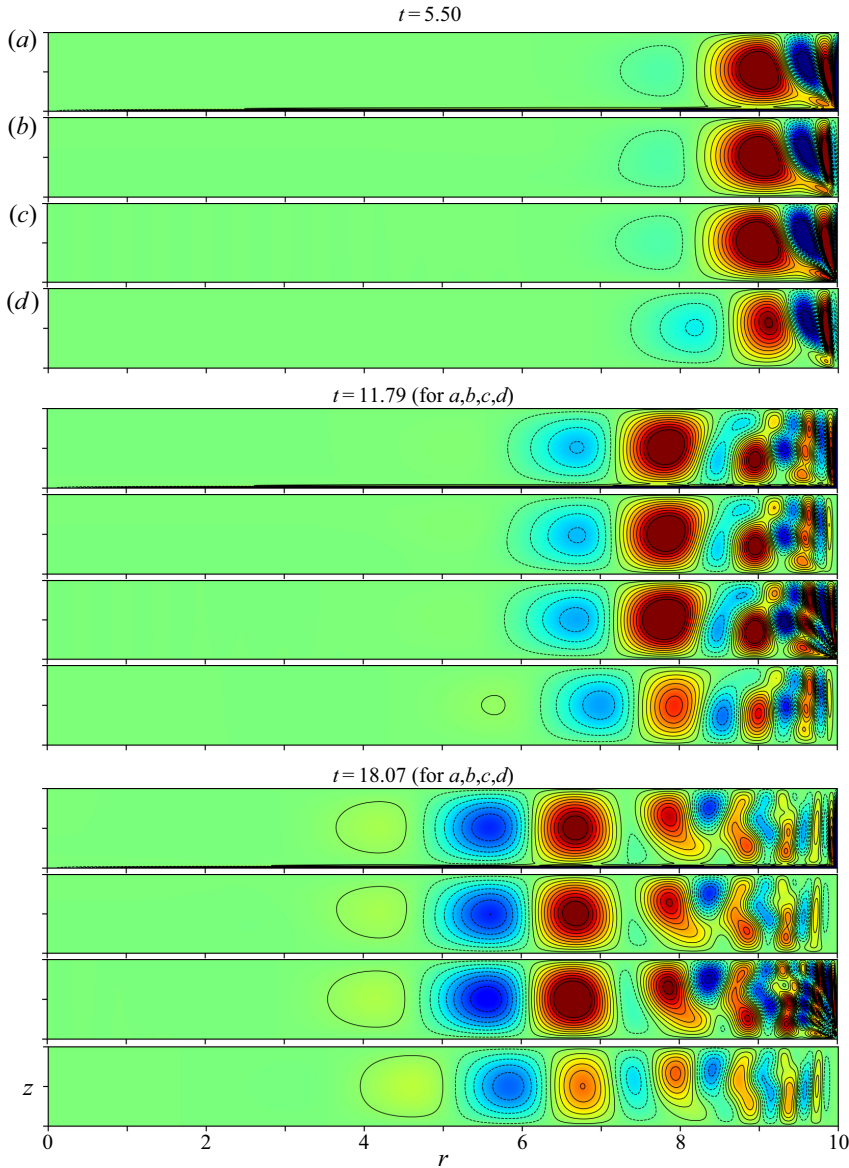 t = 5.50
(a)
(b)
(c)
(d)
t = 11.79 (for a,b,c,d)
t = 18.07 (for a,b,c,d)
z
0 2 4 6 8 10
r